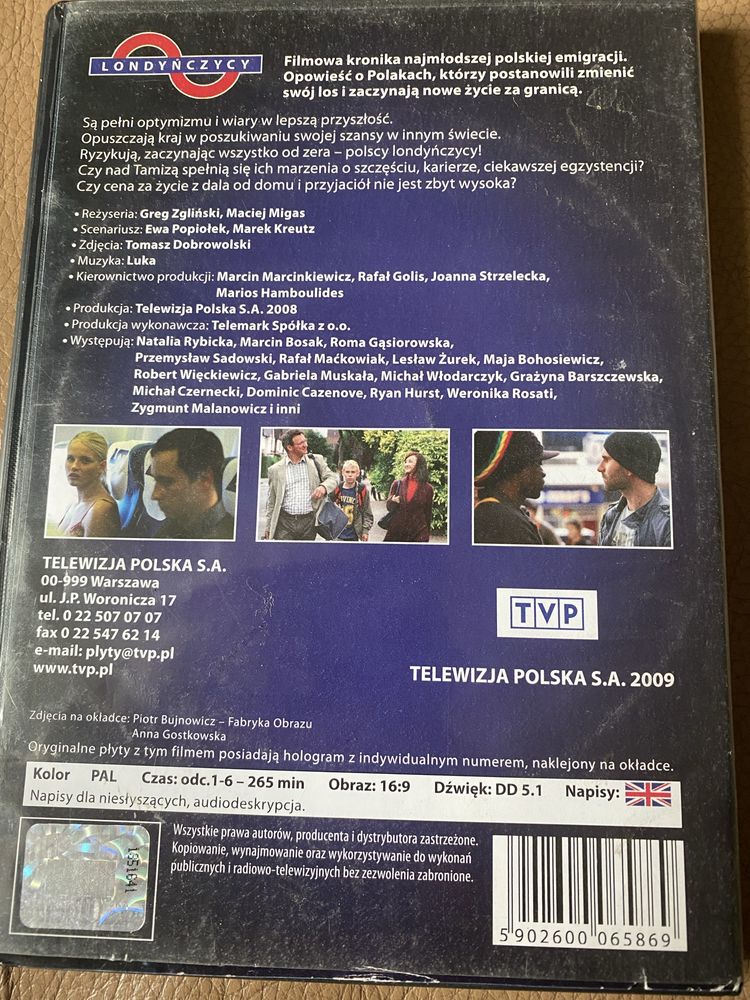 LONDYŃCZYCY
Filmowa kronika najmłodszej polskiej emigracji.
Opowieść o Polakach, którzy postanowili zmienić
swój los i zaczynają nowe życie za granicą.
Są pełni optymizmu i wiary w lepszą przyszłość.
Opuszczają kraj w poszukiwaniu swojej szansy w innym świecie.
Ryzykują, zaczynając wszystko od zera – polscy londyńczycy!
Czy nad Tamizą spełnią się ich marzenia o szczęściu, karierze, ciekawszej egzystencji?
Czy cena za życie z dala od domu i przyjaciół nie jest zbyt wysoka?
• Reżyseria: Greg Zgliński, Maciej Migas
• Scenariusz: Ewa Popiołek, Marek Kreutz
• Zdjęcia: Tomasz Dobrowolski
• Muzyka: Luka
• Kierownictwo produkcji: Marcin Marcinkiewicz, Rafał Golis, Joanna Strzelecka,
Marios Hamboulides
• Produkcja: Telewizja Polska S.A. 2008
• Produkcja wykonawcza: Telemark Spółka z o.o.
• Występują: Natalia Rybicka, Marcin Bosak, Roma Gąsiorowska,
Przemysław Sadowski, Rafał Maćkowiak, Lesław Żurek, Maja Bohosiewicz,
Robert Więckiewicz, Gabriela Muskała, Michał Włodarczyk, Grażyna Barszczewska,
Michał Czernecki, Dominic Cazenove, Ryan Hurst, Weronika Rosati,
Zygmunt Malanowicz i inni
TELEWIZJA POLSKA S.A.
00-999 Warszawa
ul. J.P. Woronicza 17
tel. 0 22 507 07 07
fax 0 22 547 62 14
e-mail: plyty@tvp.pl
www.tvp.pl
TVP
TELEWIZJA POLSKA S.A. 2009
Zdjęcia na okładce: Piotr Bujnowicz – Fabryka Obrazu
Anna Gostkowska
Oryginalne płyty z tym filmem posiadają hologram z indywidualnym numerem, naklejony na okładce.
Kolor PAL Czas: odc.1-6 – 265 min Obraz: 16:9 Dźwięk: DD 5.1 Napisy:
Napisy dla niesłyszących, audiodeskrypcja.
Wszystkie prawa autorów, producenta i dystrybutora zastrzeżone.
Kopiowanie, wynajmowanie oraz wykorzystywanie do wykonań
publicznych i radiowo-telewizyjnych bez zezwolenia zabronione.
5 902600 065869